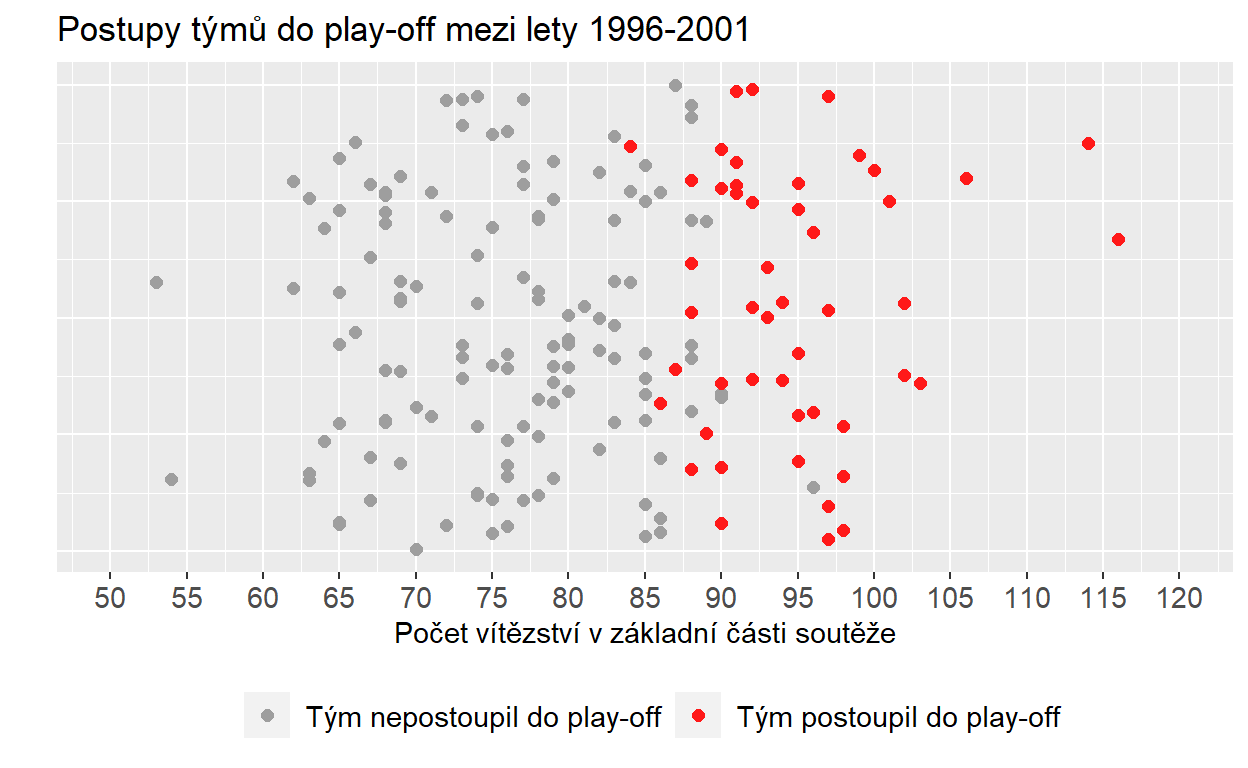 Postupy týmů do play-off mezi lety 1996-2001
50 55 60 65 70 75 80 85 90 95 100 105 110 115 120
Počet vítězství v základní části soutěže
Tým nepostoupil do play-off Tým postoupil do play-off